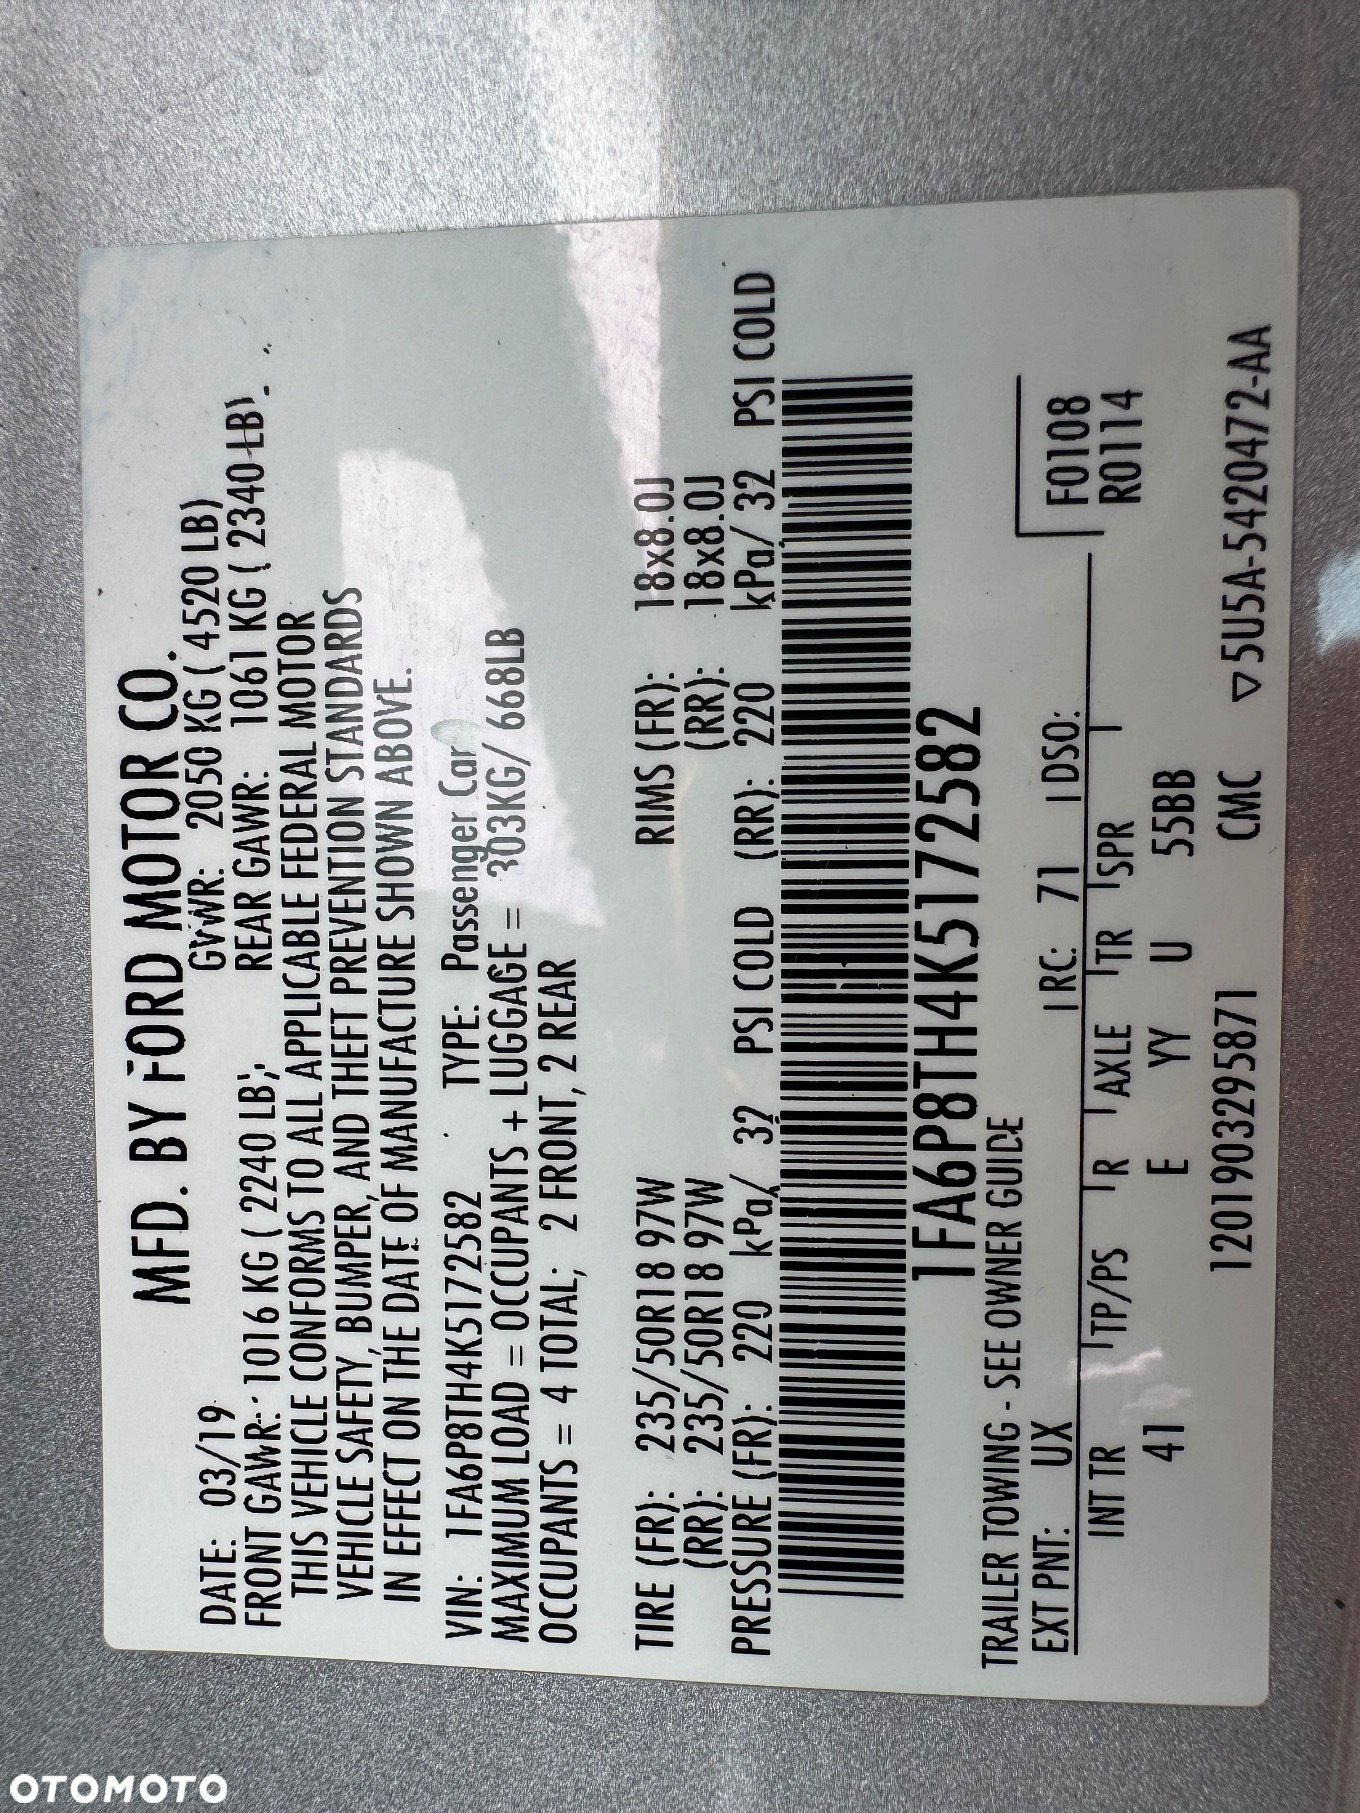 MFD. BY FORD MOTOR CO.
DATE: 03/19 GVWR: 2050 KG ( 4520 LB)
FRONT GAWR: 1016 KG ( 2240 LB); REAR GAWR: 1061 KG ( 2340 LB).
THIS VEHICLE CONFORMS TO ALL APPLICABLE FEDERAL MOTOR
VEHICLE SAFETY, BUMPER, AND THEFT PREVENTION STANDARDS
IN EFFECT ON THE DATE OF MANUFACTURE SHOWN ABOVE.
VIN: 1FA6P8TH4K5172582 TYPE: Passenger Car
MAXIMUM LOAD = OCCUPANTS + LUGGAGE = 303KG/ 668LB
OCCUPANTS = 4 TOTAL; 2 FRONT, 2 REAR
TIRE (FR): 235/50R18 97W RIMS (FR): 18x8.0J
(RR): 235/50R18 97W (RR): 18x8.0J
PRESSURE (FR): 220 kPa/ 32 PSI COLD (RR): 220 kPa/ 32 PSI COLD
1FA6P8TH4K5172582
TRAILER TOWING - SEE OWNER GUIDE
EXT PNT: UX RC: 71 DSO:
F0108
R0114
INT TR TP/PS R AXLE TR SPR
41 E YY U 55BB
120190329587​1 CMC ▽5U5A-5420472-AA
OTOMOTO